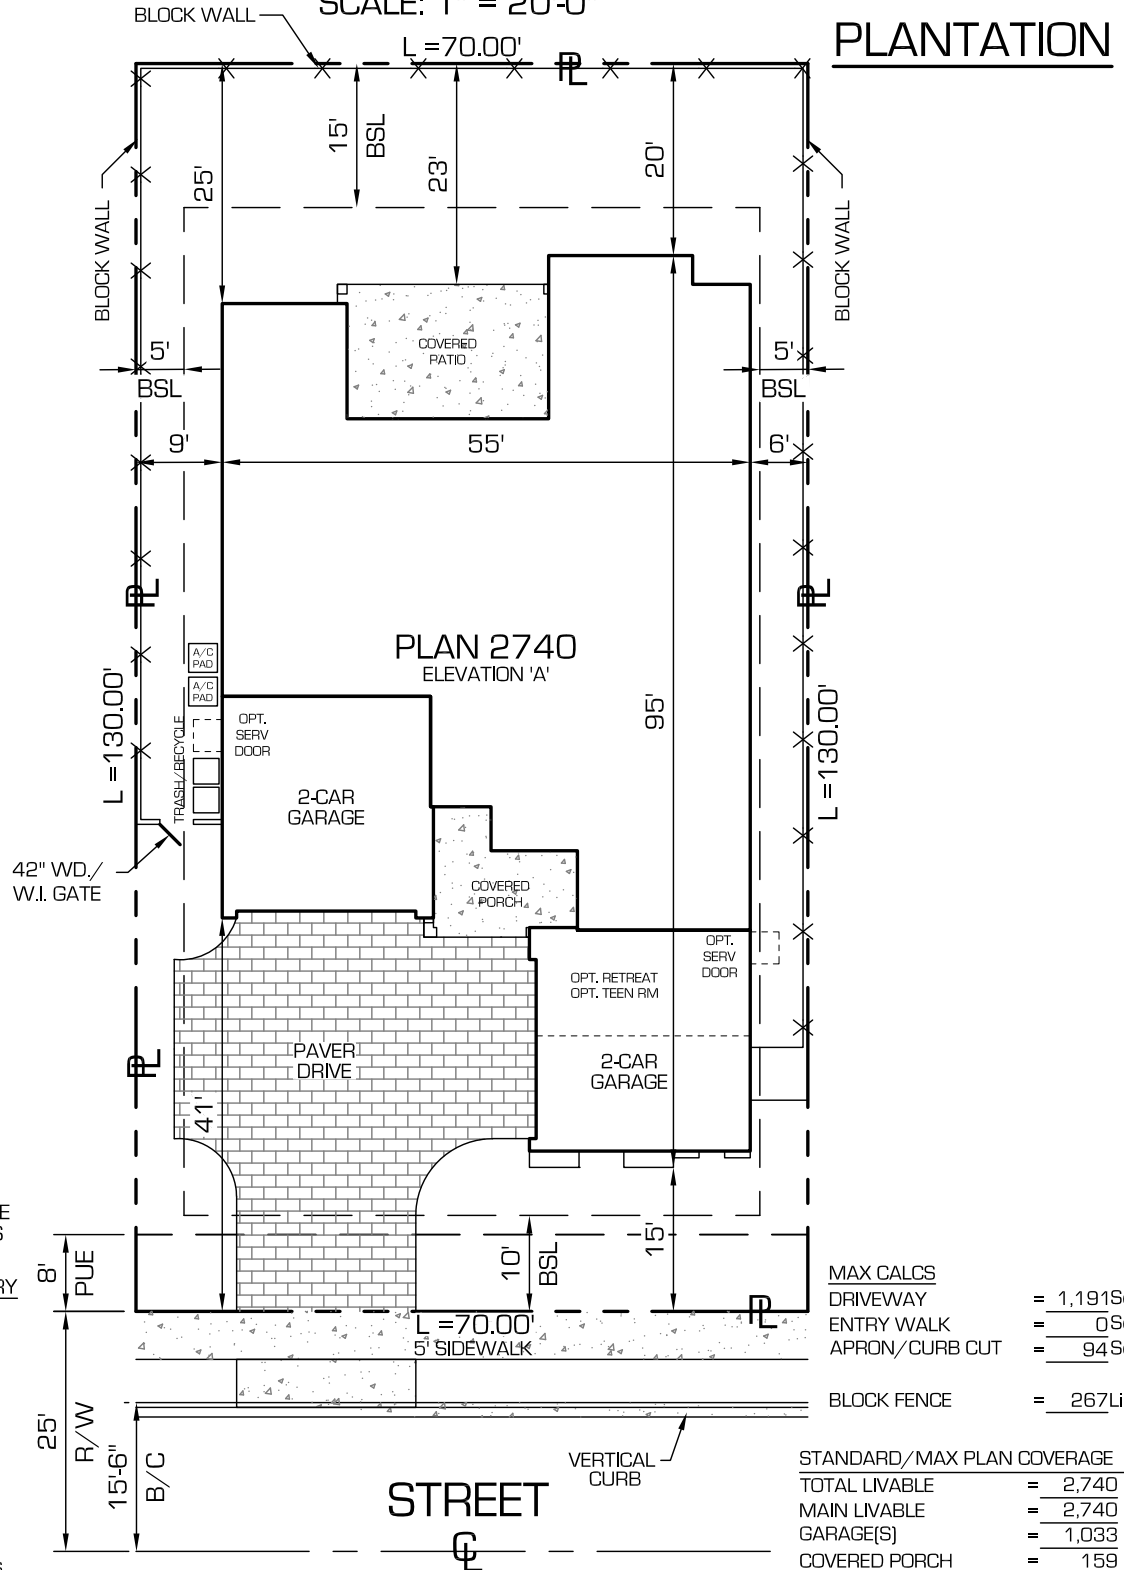 SCALE: 1" = 20'-0"
BLOCK WALL
PLANTATION
L =70.00'
PL
15'
BSL
25'
23'
20'
BLOCK WALL
BLOCK WALL
COVERED
PATIO
5'
BSL
5'
BSL
9'
55'
6'
PL
PL
PLAN 2740
ELEVATION 'A'
A/C
PAD
A/C
PAD
L =130.00'
95'
L =130.00'
TRASH/RECYCLE
OPT.
SERV
DOOR
2-CAR
GARAGE
42" WD./
W.I. GATE
COVERED
PORCH
OPT.
SERV
DOOR
OPT. RETREAT
OPT. TEEN RM
PAVER
DRIVE
PL
2-CAR
GARAGE
41'
8'
PUE
10'
BSL
15'
PL
L =70.00'
5' SIDEWALK
25'
R/W
15'-6"
B/C
VERTICAL
CURB
STREET
CL
MAX CALCS
DRIVEWAY = 1,191
ENTRY WALK = 0
APRON/CURB CUT = 94
BLOCK FENCE = 267
STANDARD/MAX PLAN COVERAGE
TOTAL LIVABLE = 2,740
MAIN LIVABLE = 2,740
GARAGE(S) = 1,033
COVERED PORCH = 159